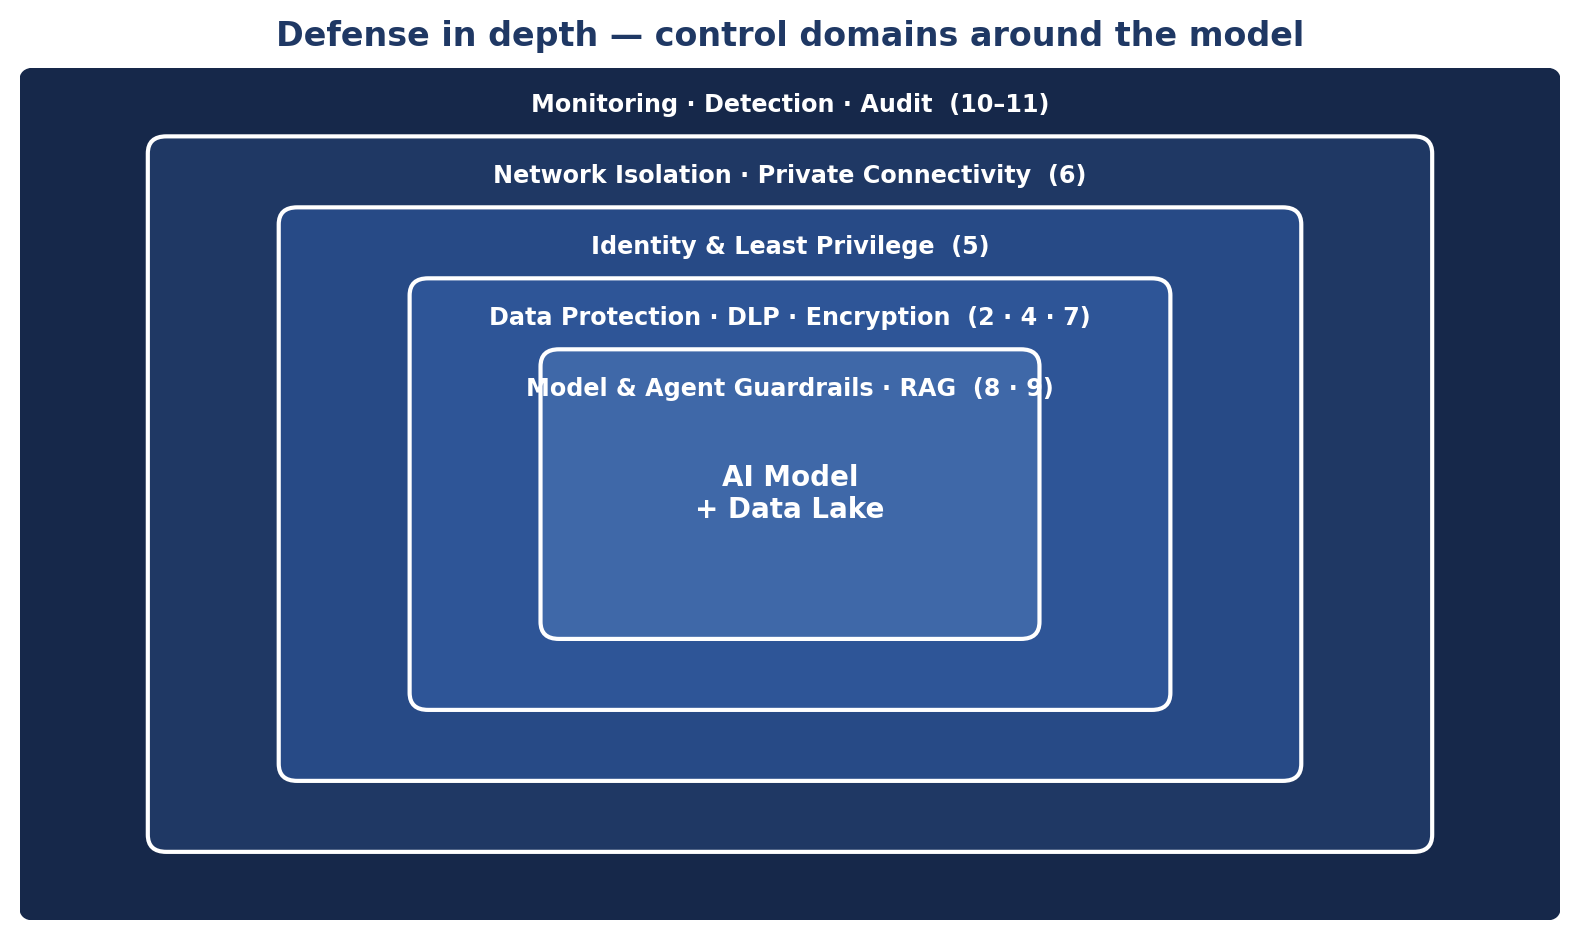 Defense in depth — control domains around the model
Monitoring · Detection · Audit  (10–11)
Network Isolation · Private Connectivity  (6)
Identity & Least Privilege  (5)
Data Protection · DLP · Encryption  (2 · 4 · 7)
Model & Agent Guardrails · RAG  (8 · 9)
AI Model
+ Data Lake